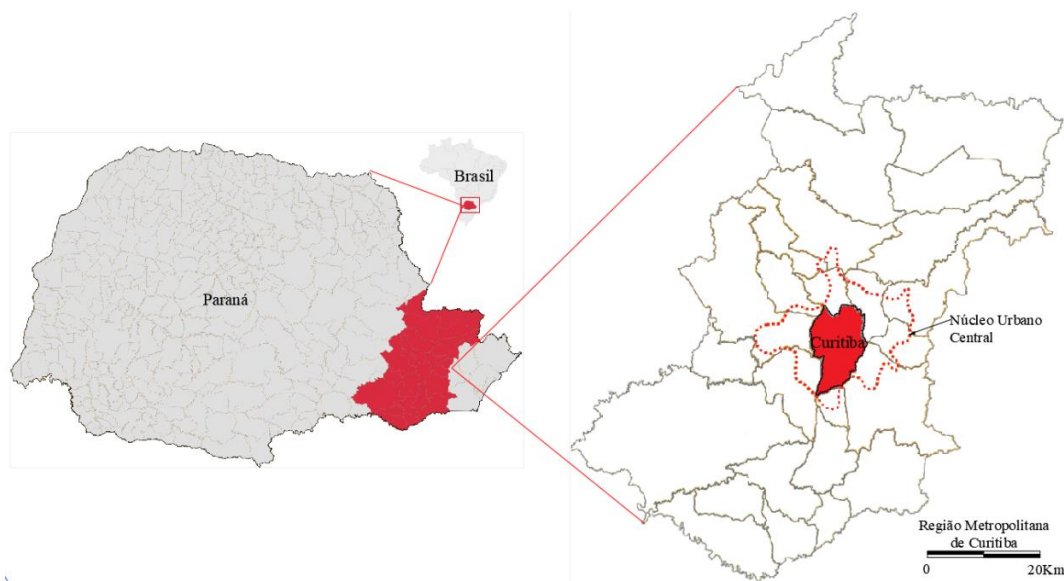 Brasil
Paraná
Curitiba
Núcleo Urbano
Central
Região Metropolitana
de Curitiba
0 20Km